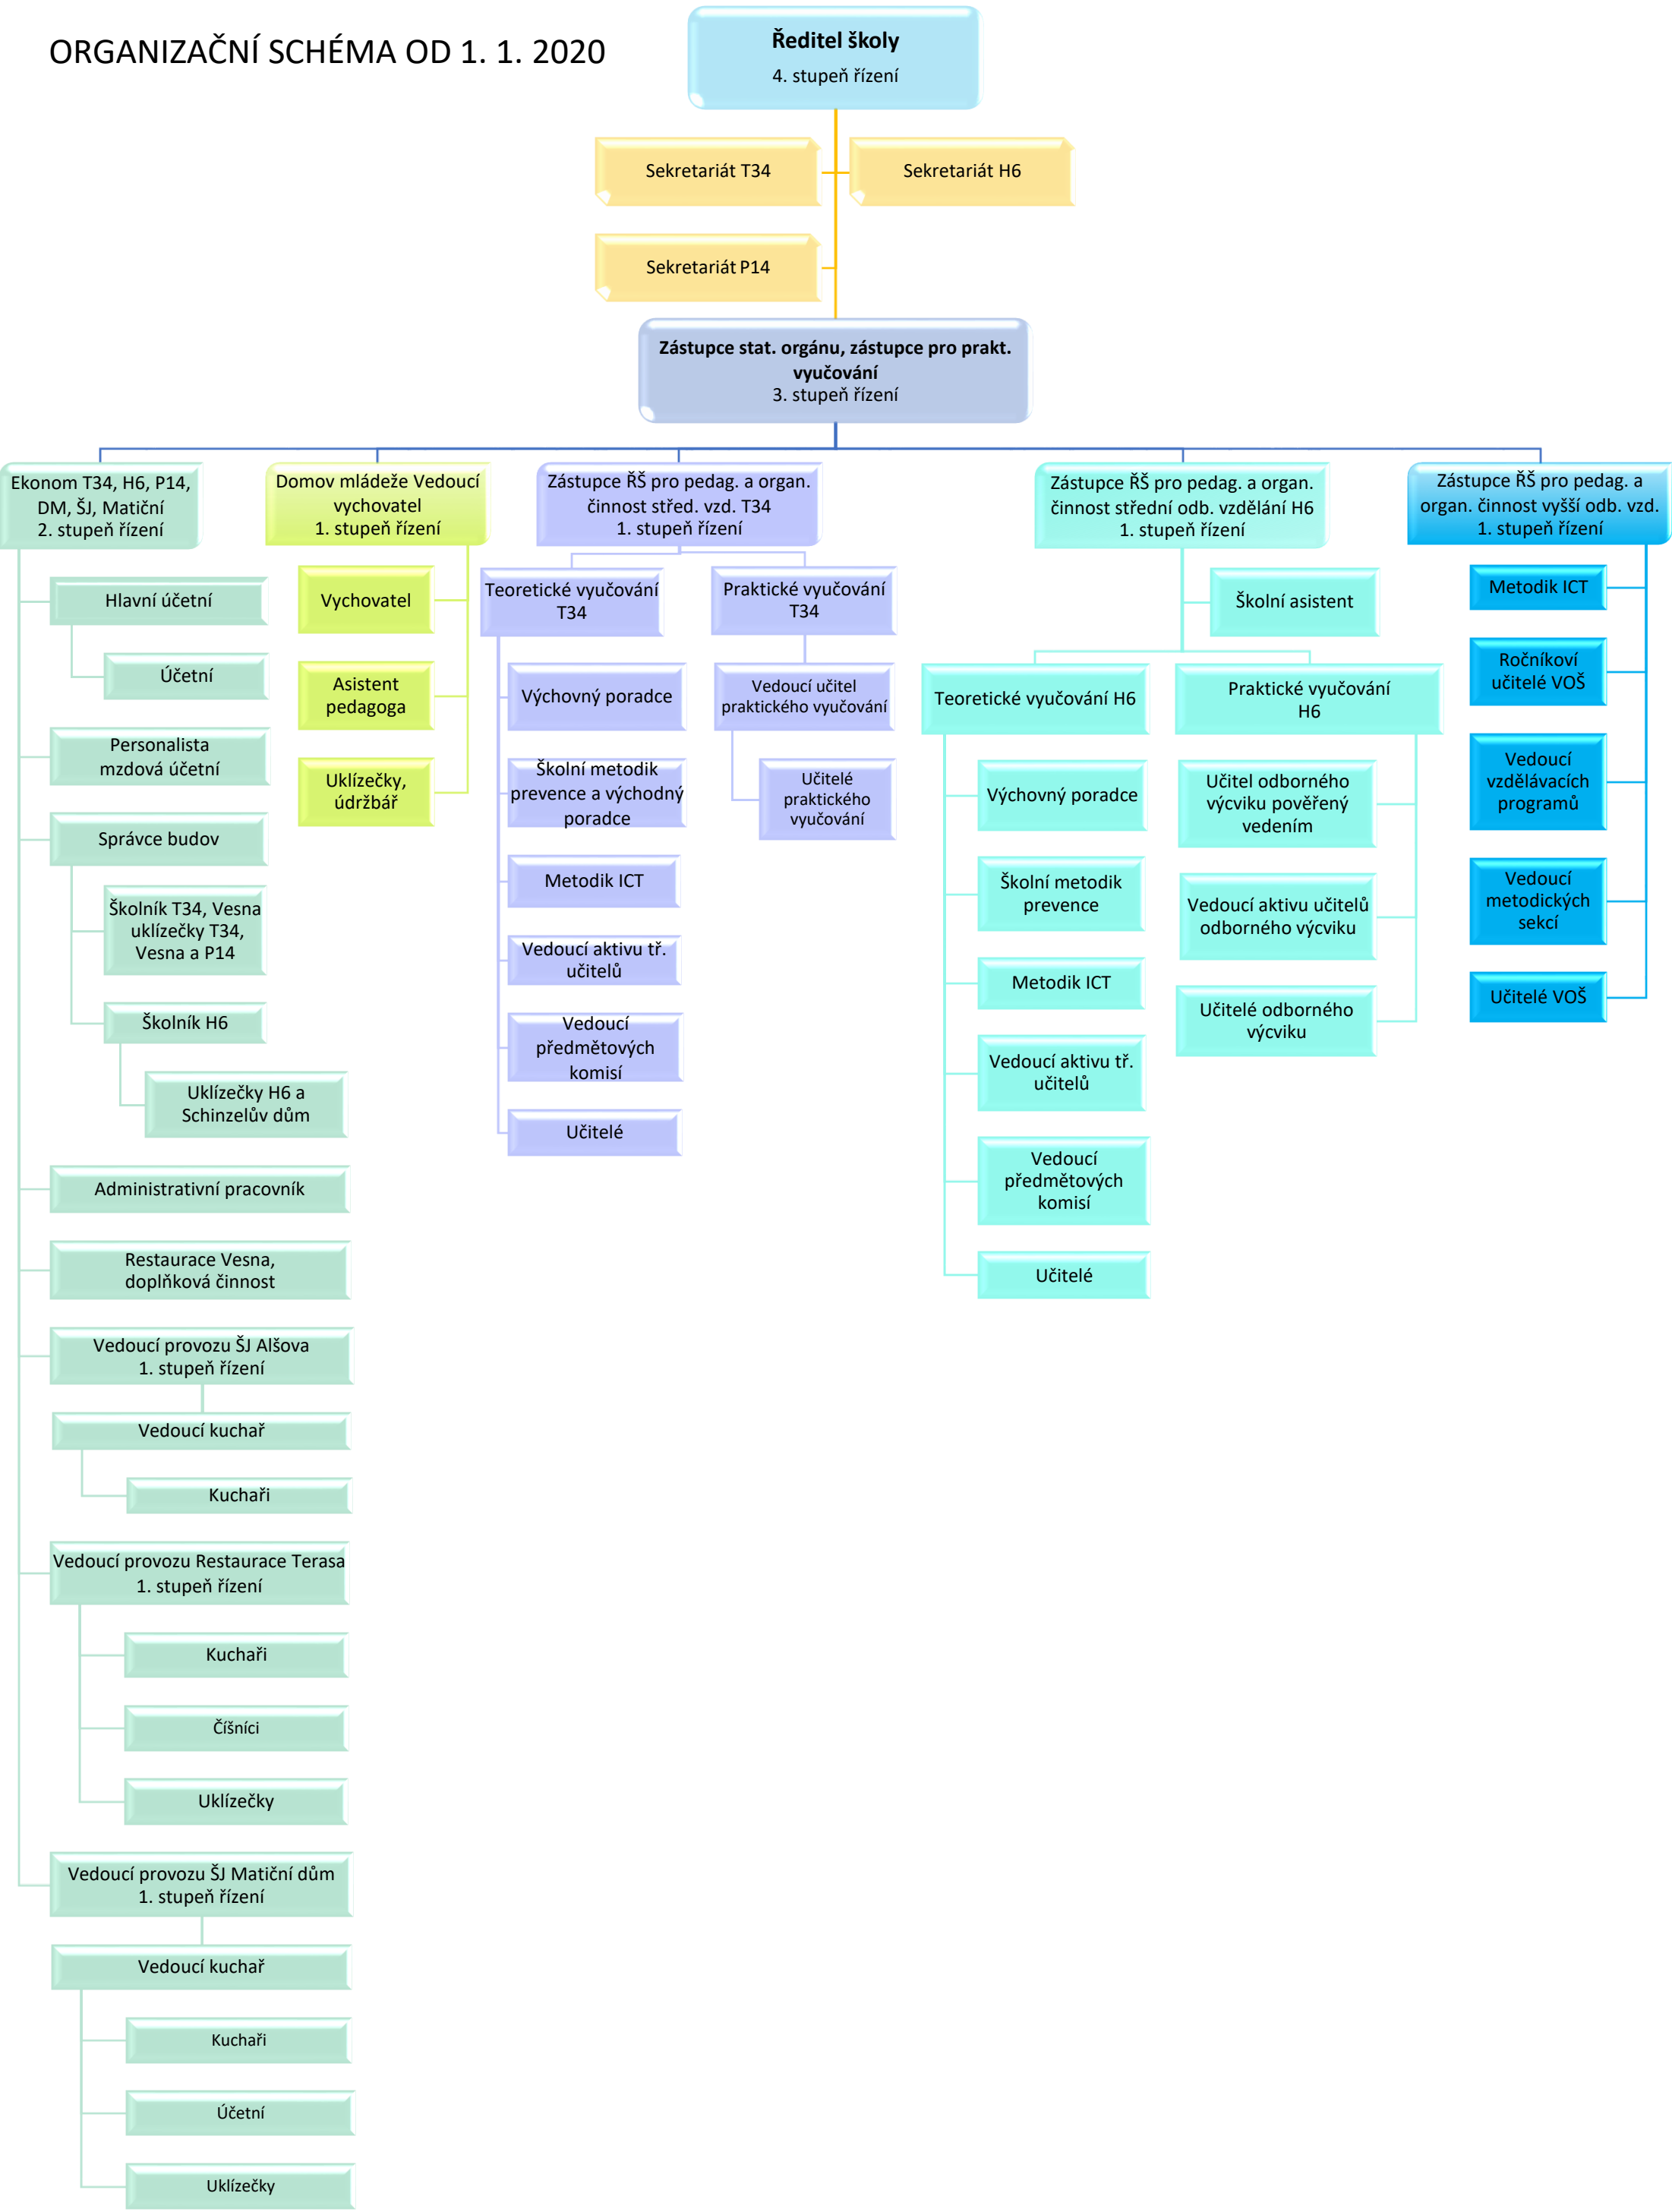 ORGANIZAČNÍ SCHÉMA OD 1. 1. 2020
Ředitel školy
4. stupeň řízení
Sekretariát T34
Sekretariát H6
Sekretariát P14
Zástupce stat. orgánu, zástupce pro prakt.
vyučování
3. stupeň řízení
Ekonom T34, H6, P14,
DM, ŠJ, Matiční
2. stupeň řízení
Hlavní účetní
Účetní
Personalista
mzdová účetní
Správce budov
Školník T34, Vesna
uklízečky T34,
Vesna a P14
Školník H6
Uklízečky H6 a
Schinzelův dům
Administrativní pracovník
Restaurace Vesna,
doplňková činnost
Vedoucí provozu ŠJ Alšova
1. stupeň řízení
Vedoucí kuchař
Kuchaři
Vedoucí provozu Restaurace Terasa
1. stupeň řízení
Kuchaři
Číšníci
Uklízečky
Vedoucí provozu ŠJ Matiční dům
1. stupeň řízení
Vedoucí kuchař
Kuchaři
Účetní
Uklízečky
Domov mládeže Vedoucí
vychovatel
1. stupeň řízení
Vychovatel
Asistent
pedagoga
Uklízečky,
údržbář
Zástupce ŘŠ pro pedag. a organ.
činnost střed. vzd. T34
1. stupeň řízení
Teoretické vyučování
T34
Výchovný poradce
Školní metodik
prevence a východný
poradce
Metodik ICT
Vedoucí aktivu tř.
učitelů
Vedoucí
předmětových
komisí
Učitelé
Praktické vyučování
T34
Vedoucí učitel
praktického vyučování
Učitelé
praktického
vyučování
Zástupce ŘŠ pro pedag. a organ.
činnost střední odb. vzdělání H6
1. stupeň řízení
Školní asistent
Teoretické vyučování H6
Výchovný poradce
Školní metodik
prevence
Metodik ICT
Vedoucí aktivu tř.
učitelů
Vedoucí
předmětových
komisí
Učitelé
Praktické vyučování
H6
Učitel odborného
výcviku pověřený
vedením
Vedoucí aktivu učitelů
odborného výcviku
Učitelé odborného
výcviku
Zástupce ŘŠ pro pedag. a
organ. činnost vyšší odb. vzd.
1. stupeň řízení
Metodik ICT
Ročníkoví
učitelé VOŠ
Vedoucí
vzdělávacích
programů
Vedoucí
metodických
sekcí
Učitelé VOŠ